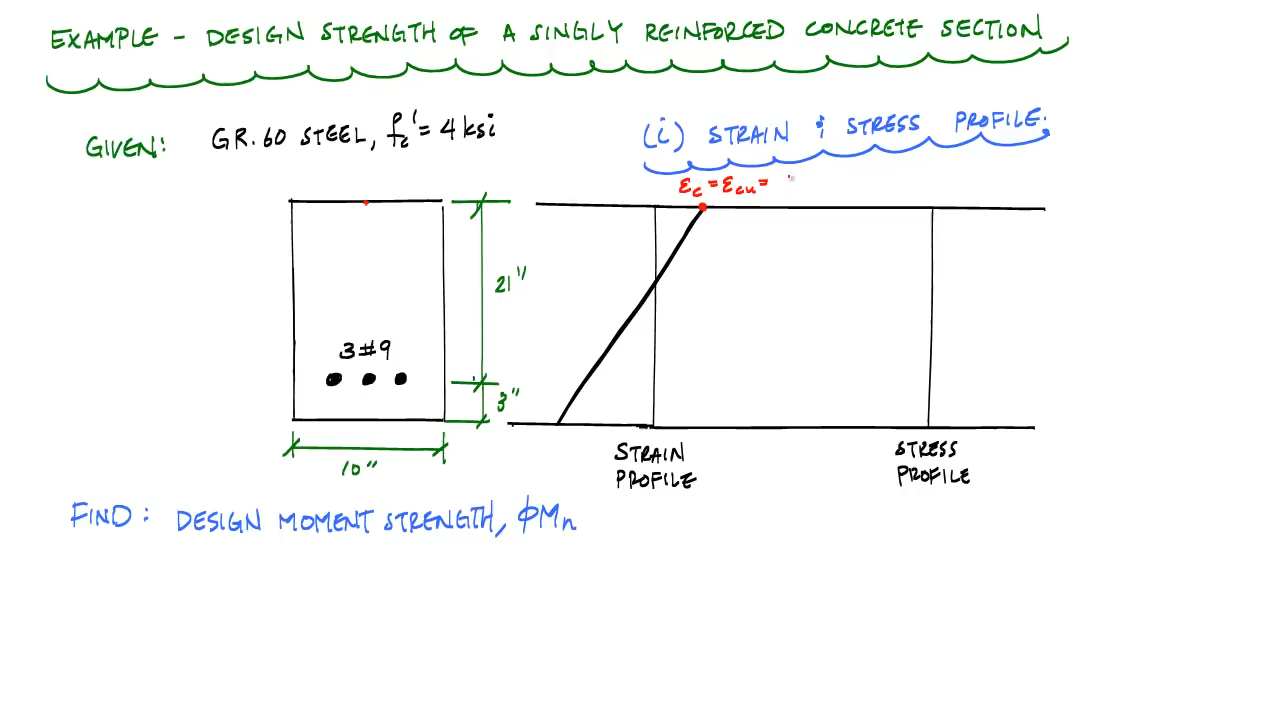 EXAMPLE - DESIGN STRENGTH OF A SINGLY REINFORCED CONCRETE SECTION
GIVEN: GR. 60 STEEL, fc' = 4 ksi
(i) STRAIN & STRESS PROFILE.
εc = εcu =
21"
3#9
3"
10"
STRAIN PROFILE
STRESS PROFILE
FIND: DESIGN MOMENT STRENGTH, ϕMn